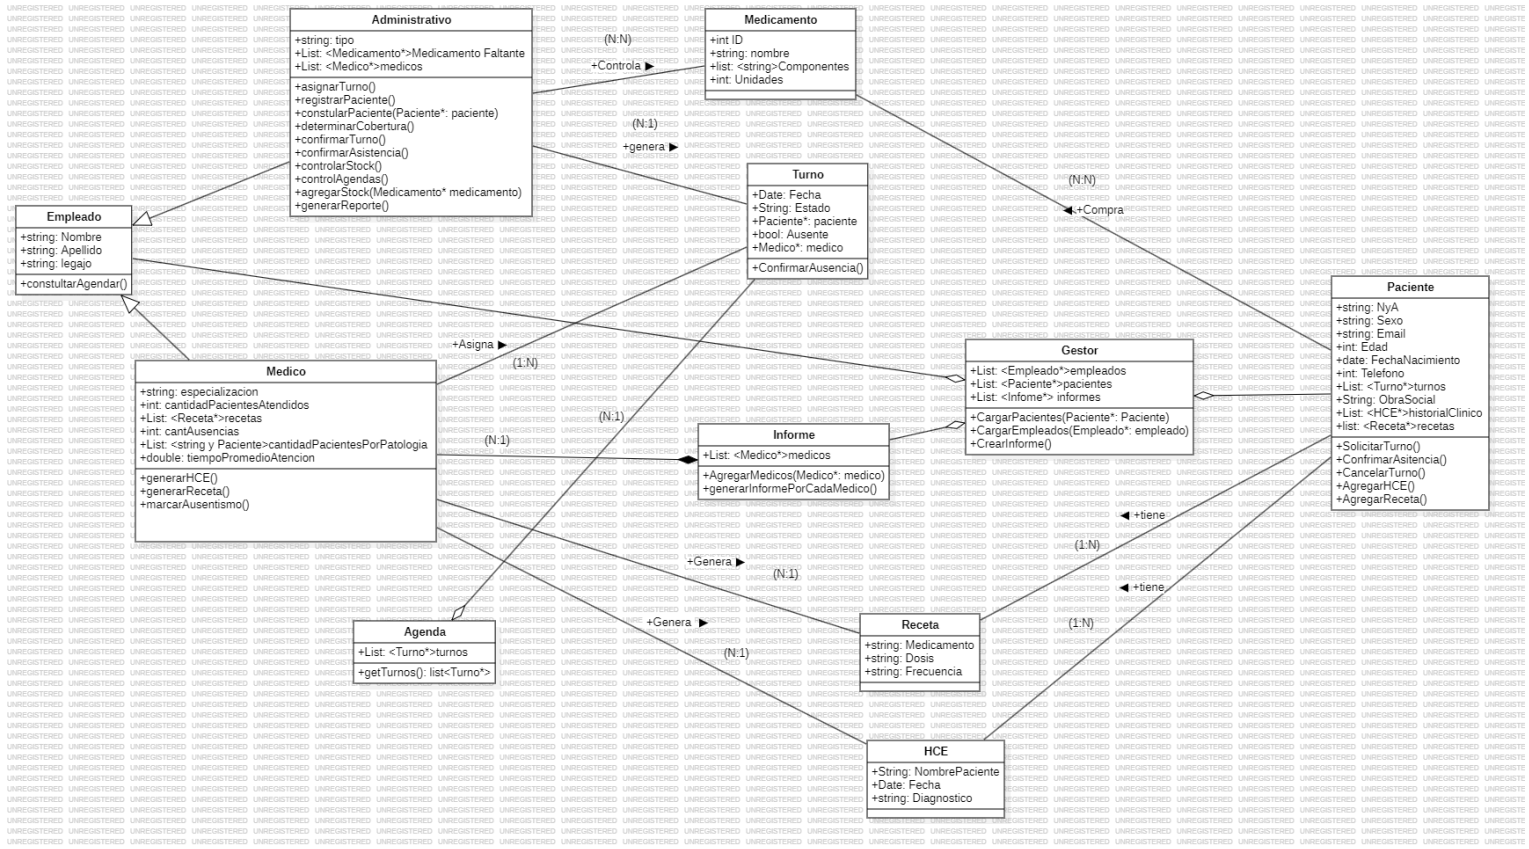 Administrativo
+string: tipo
+List: <Medicamento*>Medicamento Faltante
+List: <Medico*>medicos
+asignarTurno()
+registrarPaciente()
+constularPaciente(Paciente*: paciente)
+determinarCobertura()
+confirmarTurno()
+confirmarAsistencia()
+controlarStock()
+controlAgendas()
+agregarStock(Medicamento* medicamento)
+generarReporte()
(N:N)
+Controla ►
Medicamento
+int ID
+string: nombre
+list: <string>Componentes
+int: Unidades
(N:1)
+genera ►
Turno
+Date: Fecha
+String: Estado
+Paciente*: paciente
+bool: Ausente
+Medico*: medico
+ConfirmarAusencia()
(N:N)
◄ +Compra
Empleado
+string: Nombre
+string: Apellido
+string: legajo
+constultarAgendar()
Paciente
+string: NyA
+string: Sexo
+string: Email
+int: Edad
+date: FechaNacimiento
+int: Telefono
+List: <Turno*>turnos
+String: ObraSocial
+List: <HCE*>historialClinico
+list: <Receta*>recetas
+SolicitarTurno()
+ConfrimarAsitencia()
+CancelarTurno()
+AgregarHCE()
+AgregarReceta()
+Asigna ►
(1:N)
Gestor
+List: <Empleado*>empleados
+List: <Paciente*>pacientes
+List: <Infome*> informes
+CargarPacientes(Paciente*: Paciente)
+CargarEmpleados(Empleado*: empleado)
+CrearInforme()
Medico
+string: especializacion
+int: cantidadPacientesAtendidos
+List: <Receta*>recetas
+int: cantAusencias
+List: <string y Paciente>cantidadPacientesPorPatologia
+double: tiempoPromedioAtencion
+generarHCE()
+generarReceta()
+marcarAusentismo()
(N:1)
(N:1)
Informe
+List: <Medico*>medicos
+AgregarMedicos(Medico*: medico)
+generarInformePorCadaMedico()
◄ +tiene
(1:N)
+Genera ►
(N:1)
◄ +tiene
(1:N)
+Genera ►
(N:1)
Agenda
+List: <Turno*>turnos
+getTurnos(): list<Turno*>
Receta
+string: Medicamento
+string: Dosis
+string: Frecuencia
HCE
+String: NombrePaciente
+Date: Fecha
+string: Diagnostico
UNREGISTERED